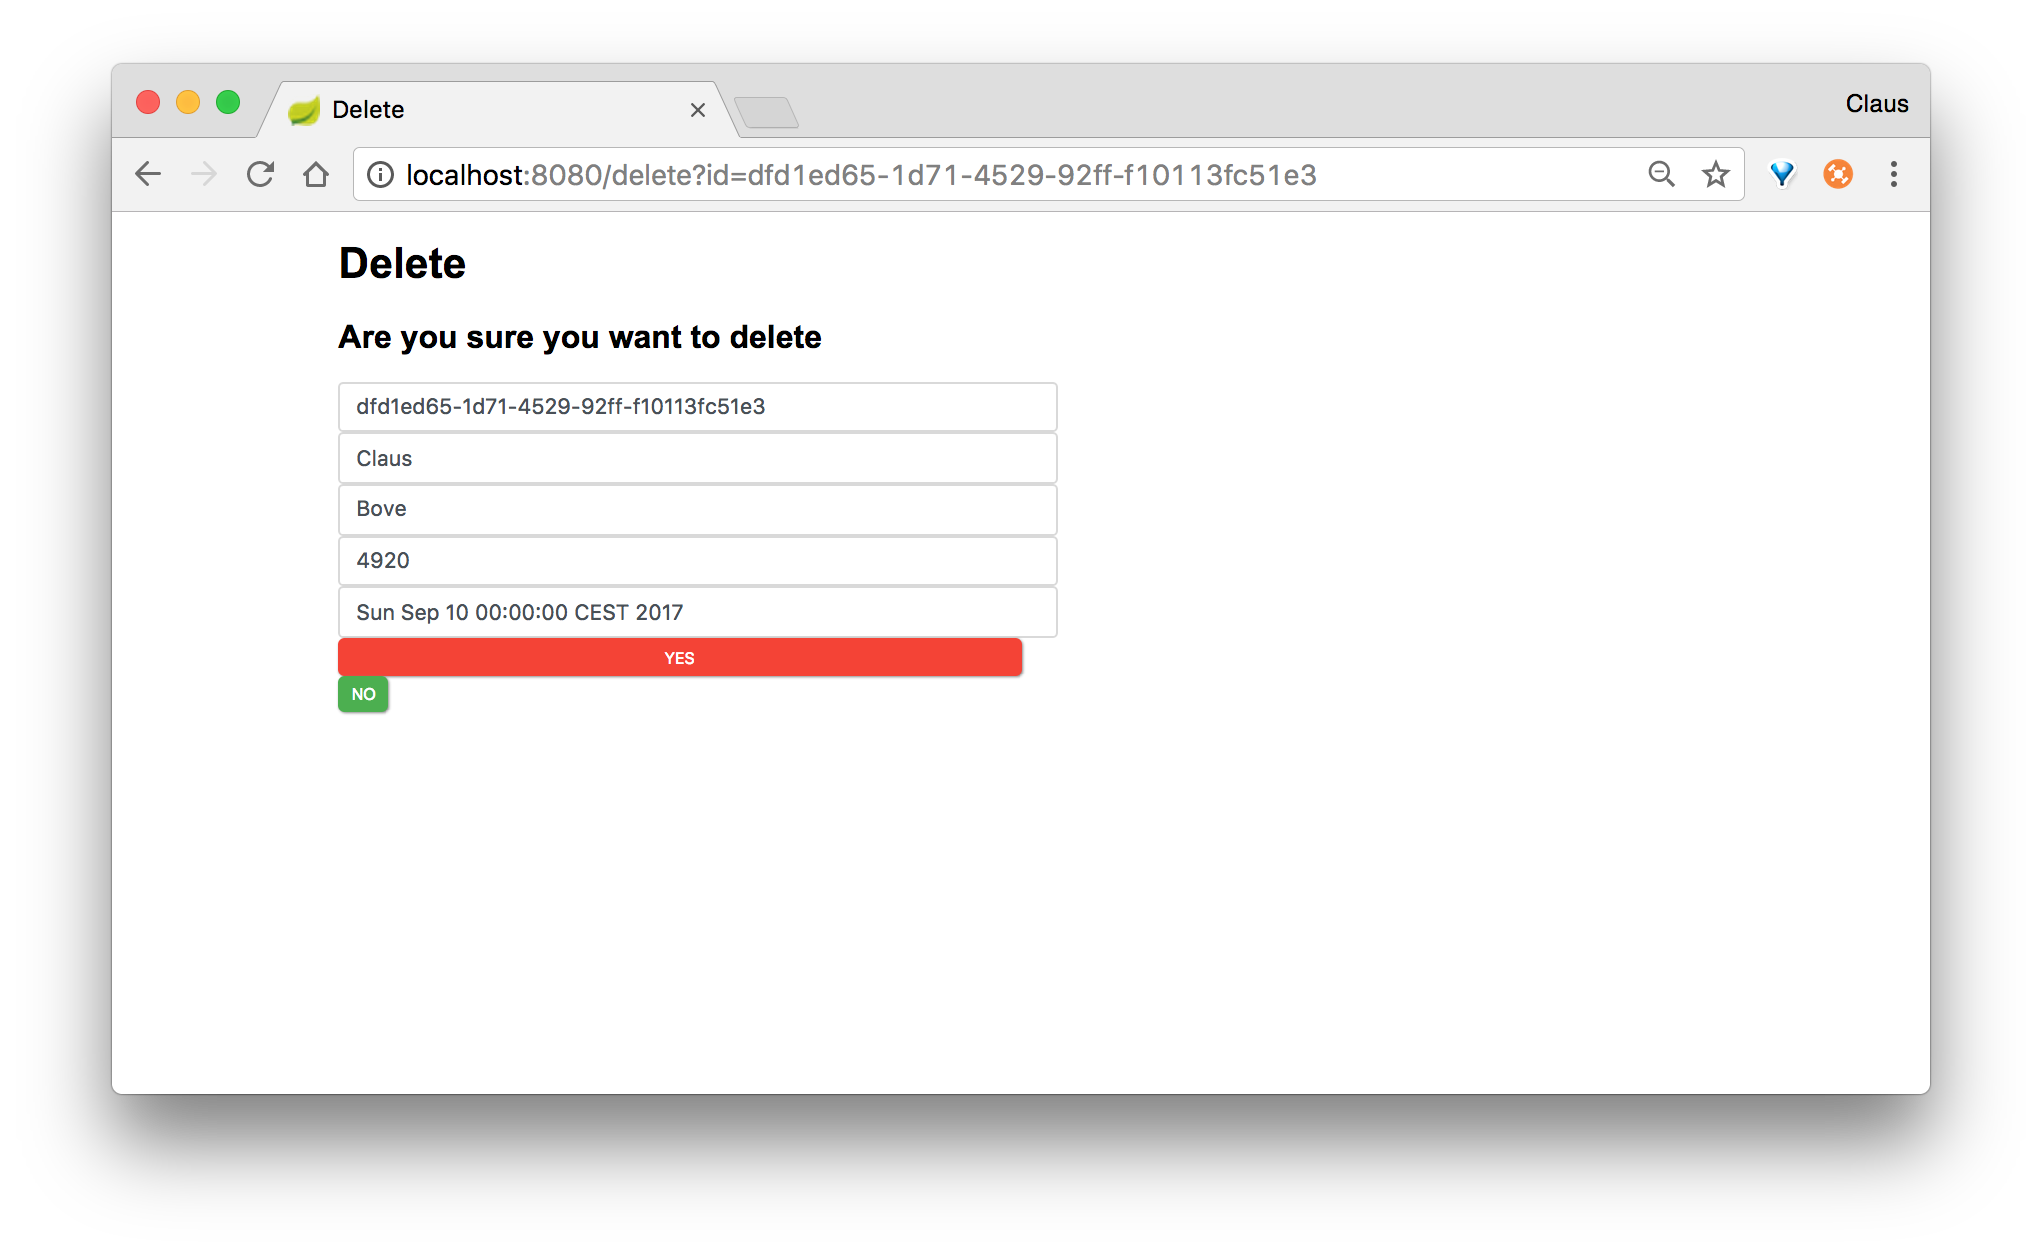 Delete
Claus
localhost:8080/delete?id=dfd1ed65-1d71-4529-92ff-f10113fc51e3
Delete
Are you sure you want to delete
dfd1ed65-1d71-4529-92ff-f10113fc51e3
Claus
Bove
4920
Sun Sep 10 00:00:00 CEST 2017
YES
NO